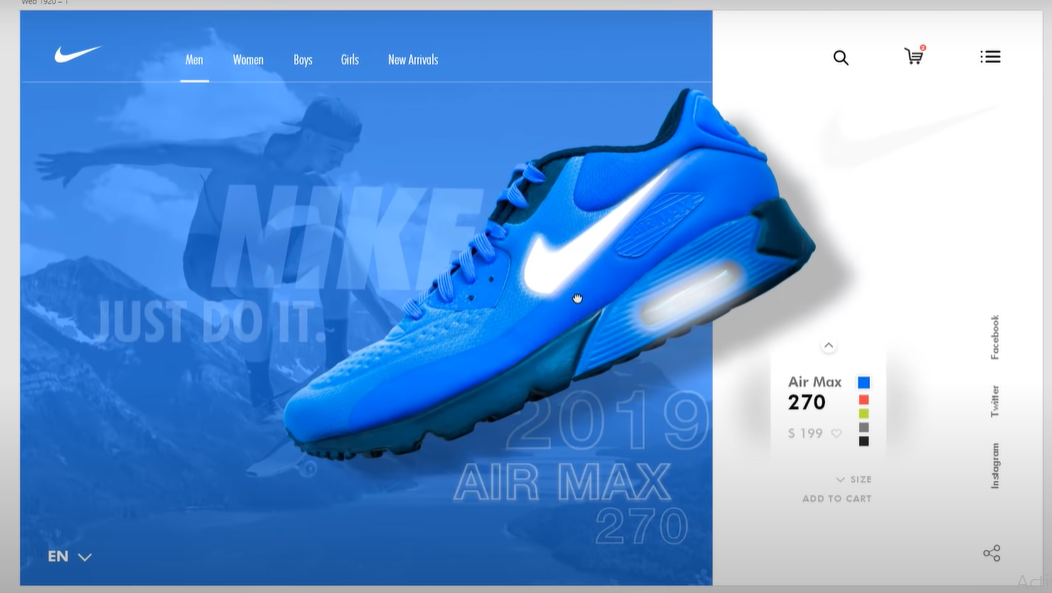 Web 1920 – 1
Men Women Boys Girls New Arrivals
NIKE
JUST DO IT.
2019
AIR MAX
270
Air Max
270
$ 199
SIZE
ADD TO CART
Facebook
Twitter
Instagram
EN